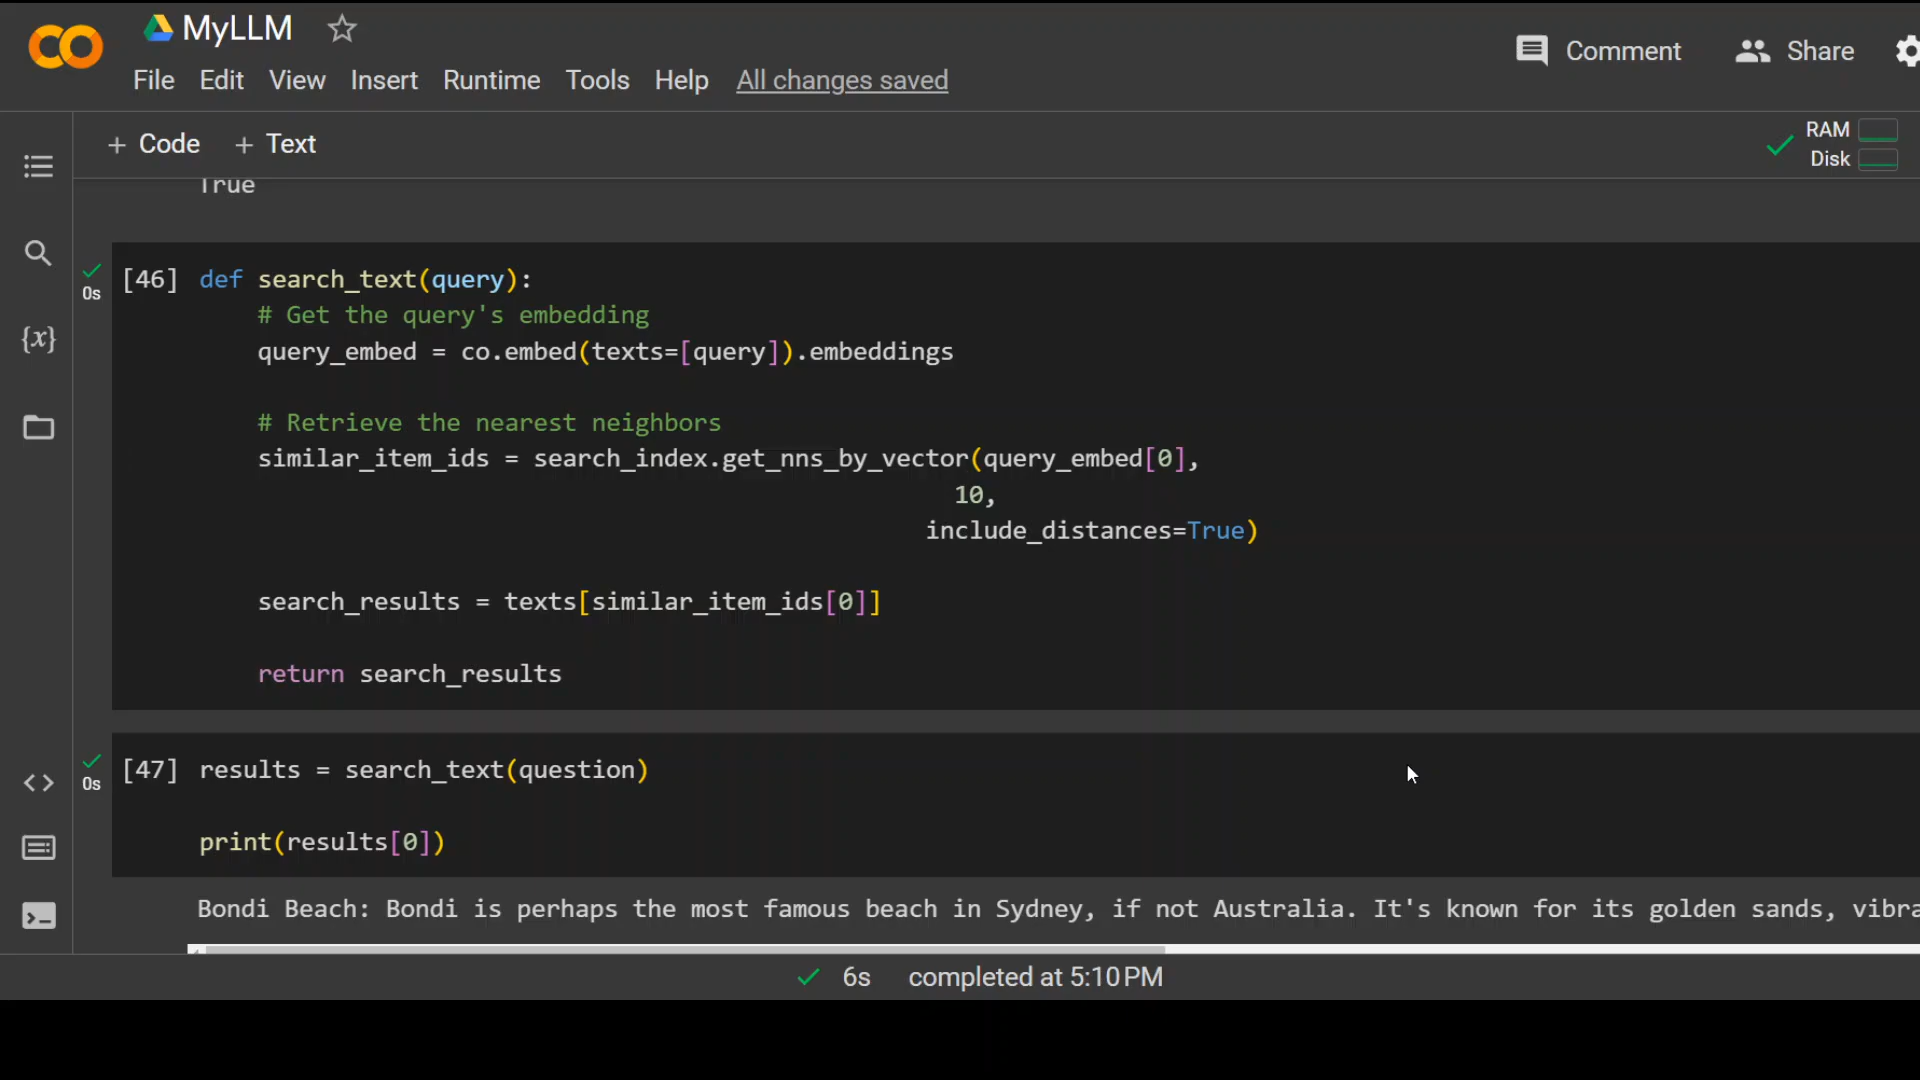 MyLLM
Comment
Share
File Edit View Insert Runtime Tools Help All changes saved
+ Code + Text
RAM
Disk
True
[46] def search_text(query):
0s
# Get the query's embedding
query_embed = co.embed(texts=[query]).embeddings
# Retrieve the nearest neighbors
similar_item_ids = search_index.get_nns_by_vector(query_embed[0],
10,
include_distances=True)
search_results = texts[similar_item_ids[0]]
return search_results
[47] results = search_text(question)
0s
print(results[0])
Bondi Beach: Bondi is perhaps the most famous beach in Sydney, if not Australia. It's known for its golden sands, vibra
6s completed at 5:10 PM